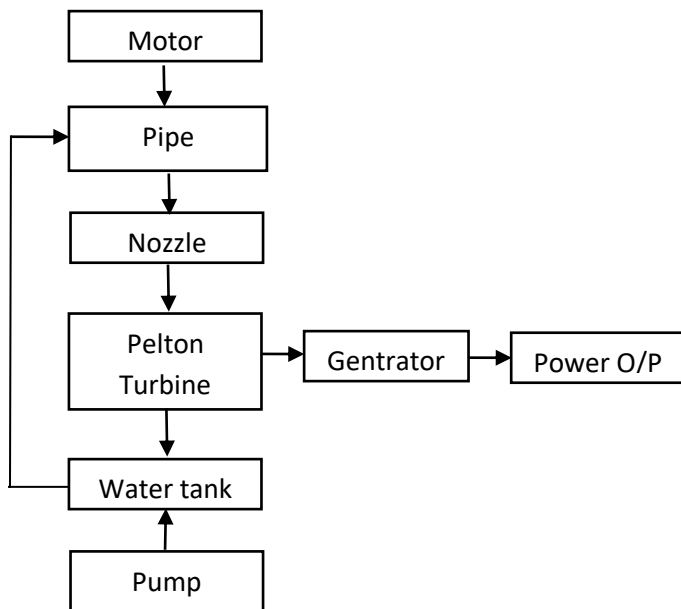 Motor
Pipe
Nozzle
Pelton
Turbine
Gentrator
Power O/P
Water tank
Pump